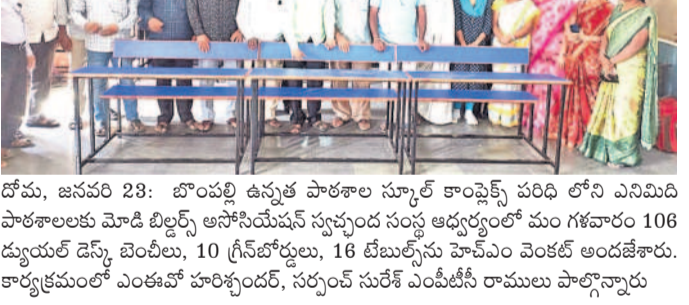 దోమ, జనవరి 23: బొంపల్లి ఉన్నత పాఠశాల స్కూల్ కాంప్లెక్స్ పరిధి లోని ఎనిమిది
పాఠశాలలకు మోడి బిల్డర్స్ అసోసియేషన్ స్వచ్ఛంద సంస్థ ఆధ్వర్యంలో మం గళవారం 106
డ్యుయల్ డెస్క్ బెంచీలు, 10 గ్రీన్‌బోర్డులు, 16 టేబుల్స్‌ను హెచ్ఎం వెంకట్ అందజేశారు.
కార్యక్రమంలో ఎంఈవో హరిశ్చందర్, సర్పంచ్ సురేశ్ ఎంపీటీసీ రాములు పాల్గొన్నారు